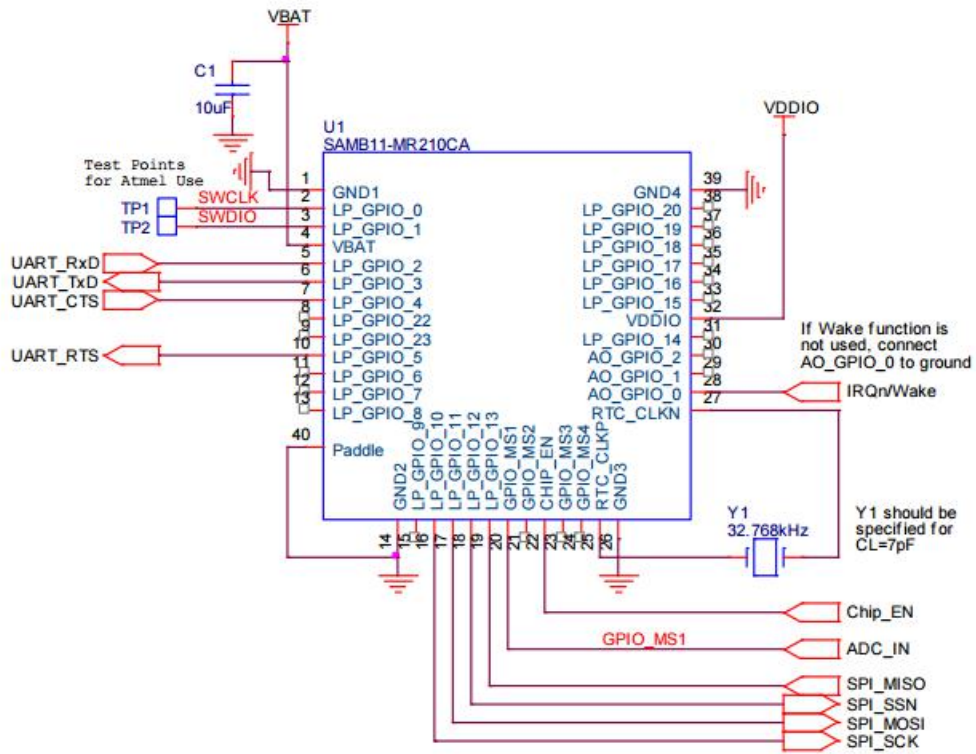 VBAT
C1
10uF
VDDIO
U1
SAMB11-MR210CA
Test Points
for Atmel Use
TP1
TP2
SWCLK
SWDIO
UART_RxD
UART_TxD
UART_CTS
UART_RTS
1
2
3
4
5
6
7
8
9
10
11
12
13
40
GND1
LP_GPIO_0
LP_GPIO_1
VBAT
LP_GPIO_2
LP_GPIO_3
LP_GPIO_4
LP_GPIO_22
LP_GPIO_23
LP_GPIO_5
LP_GPIO_6
LP_GPIO_7
LP_GPIO_8
Paddle
GND4
LP_GPIO_20
LP_GPIO_19
LP_GPIO_18
LP_GPIO_17
LP_GPIO_16
LP_GPIO_15
VDDIO
LP_GPIO_14
AO_GPIO_2
AO_GPIO_1
AO_GPIO_0
RTC_CLKN
39
38
37
36
35
34
33
32
31
30
29
28
27
If Wake function is
not used, connect
AO_GPIO_0 to ground
IRQn/Wake
GND2
LP_GPIO_9
LP_GPIO_10
LP_GPIO_11
LP_GPIO_12
LP_GPIO_13
GPIO_MS1
GPIO_MS2
CHIP_EN
GPIO_MS3
GPIO_MS4
RTC_CLKP
GND3
14
15
16
17
18
19
20
21
22
23
24
25
26
Y1
32.768kHz
Y1 should be
specified for
CL=7pF
Chip_EN
GPIO_MS1
ADC_IN
SPI_MISO
SPI_SSN
SPI_MOSI
SPI_SCK